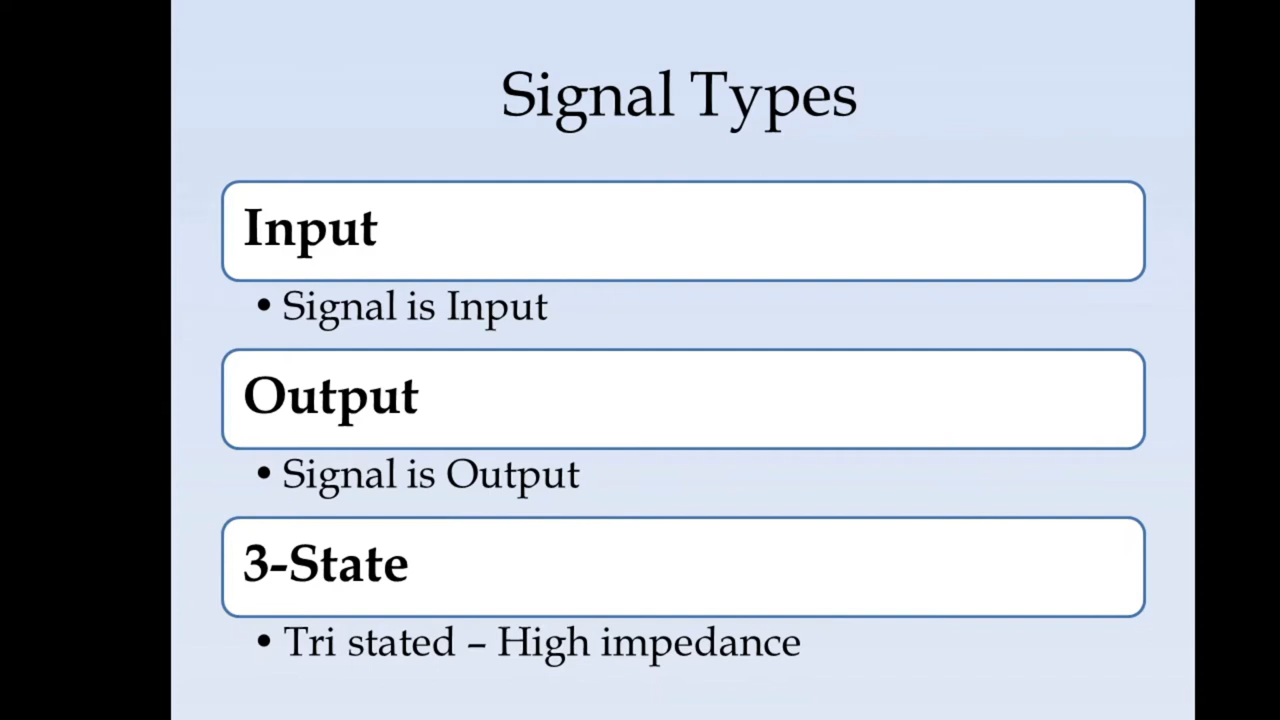 Signal Types
Input
• Signal is Input
Output
• Signal is Output
3-State
• Tri stated – High impedance